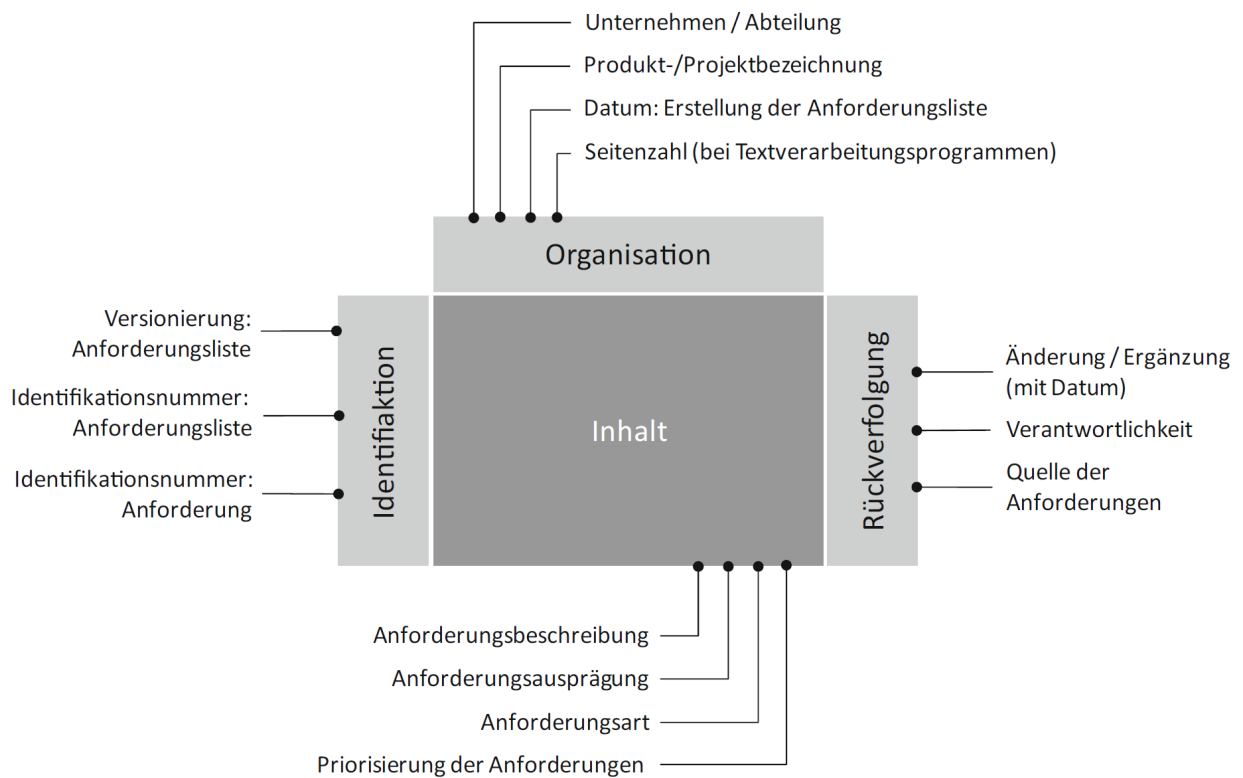 Unternehmen / Abteilung
Produkt-/Projektbezeichnung
Datum: Erstellung der Anforderungsliste
Seitenzahl (bei Textverarbeitungsprogrammen)
Organisation
Versionierung:
Anforderungsliste
Identifikationsnummer:
Anforderungsliste
Identifikationsnummer:
Anforderung
Identifiaktion
Inhalt
Rückverfolgung
Änderung / Ergänzung
(mit Datum)
Verantwortlichkeit
Quelle der
Anforderungen
Anforderungsbeschreibung
Anforderungsausprägung
Anforderungsart
Priorisierung der Anforderungen